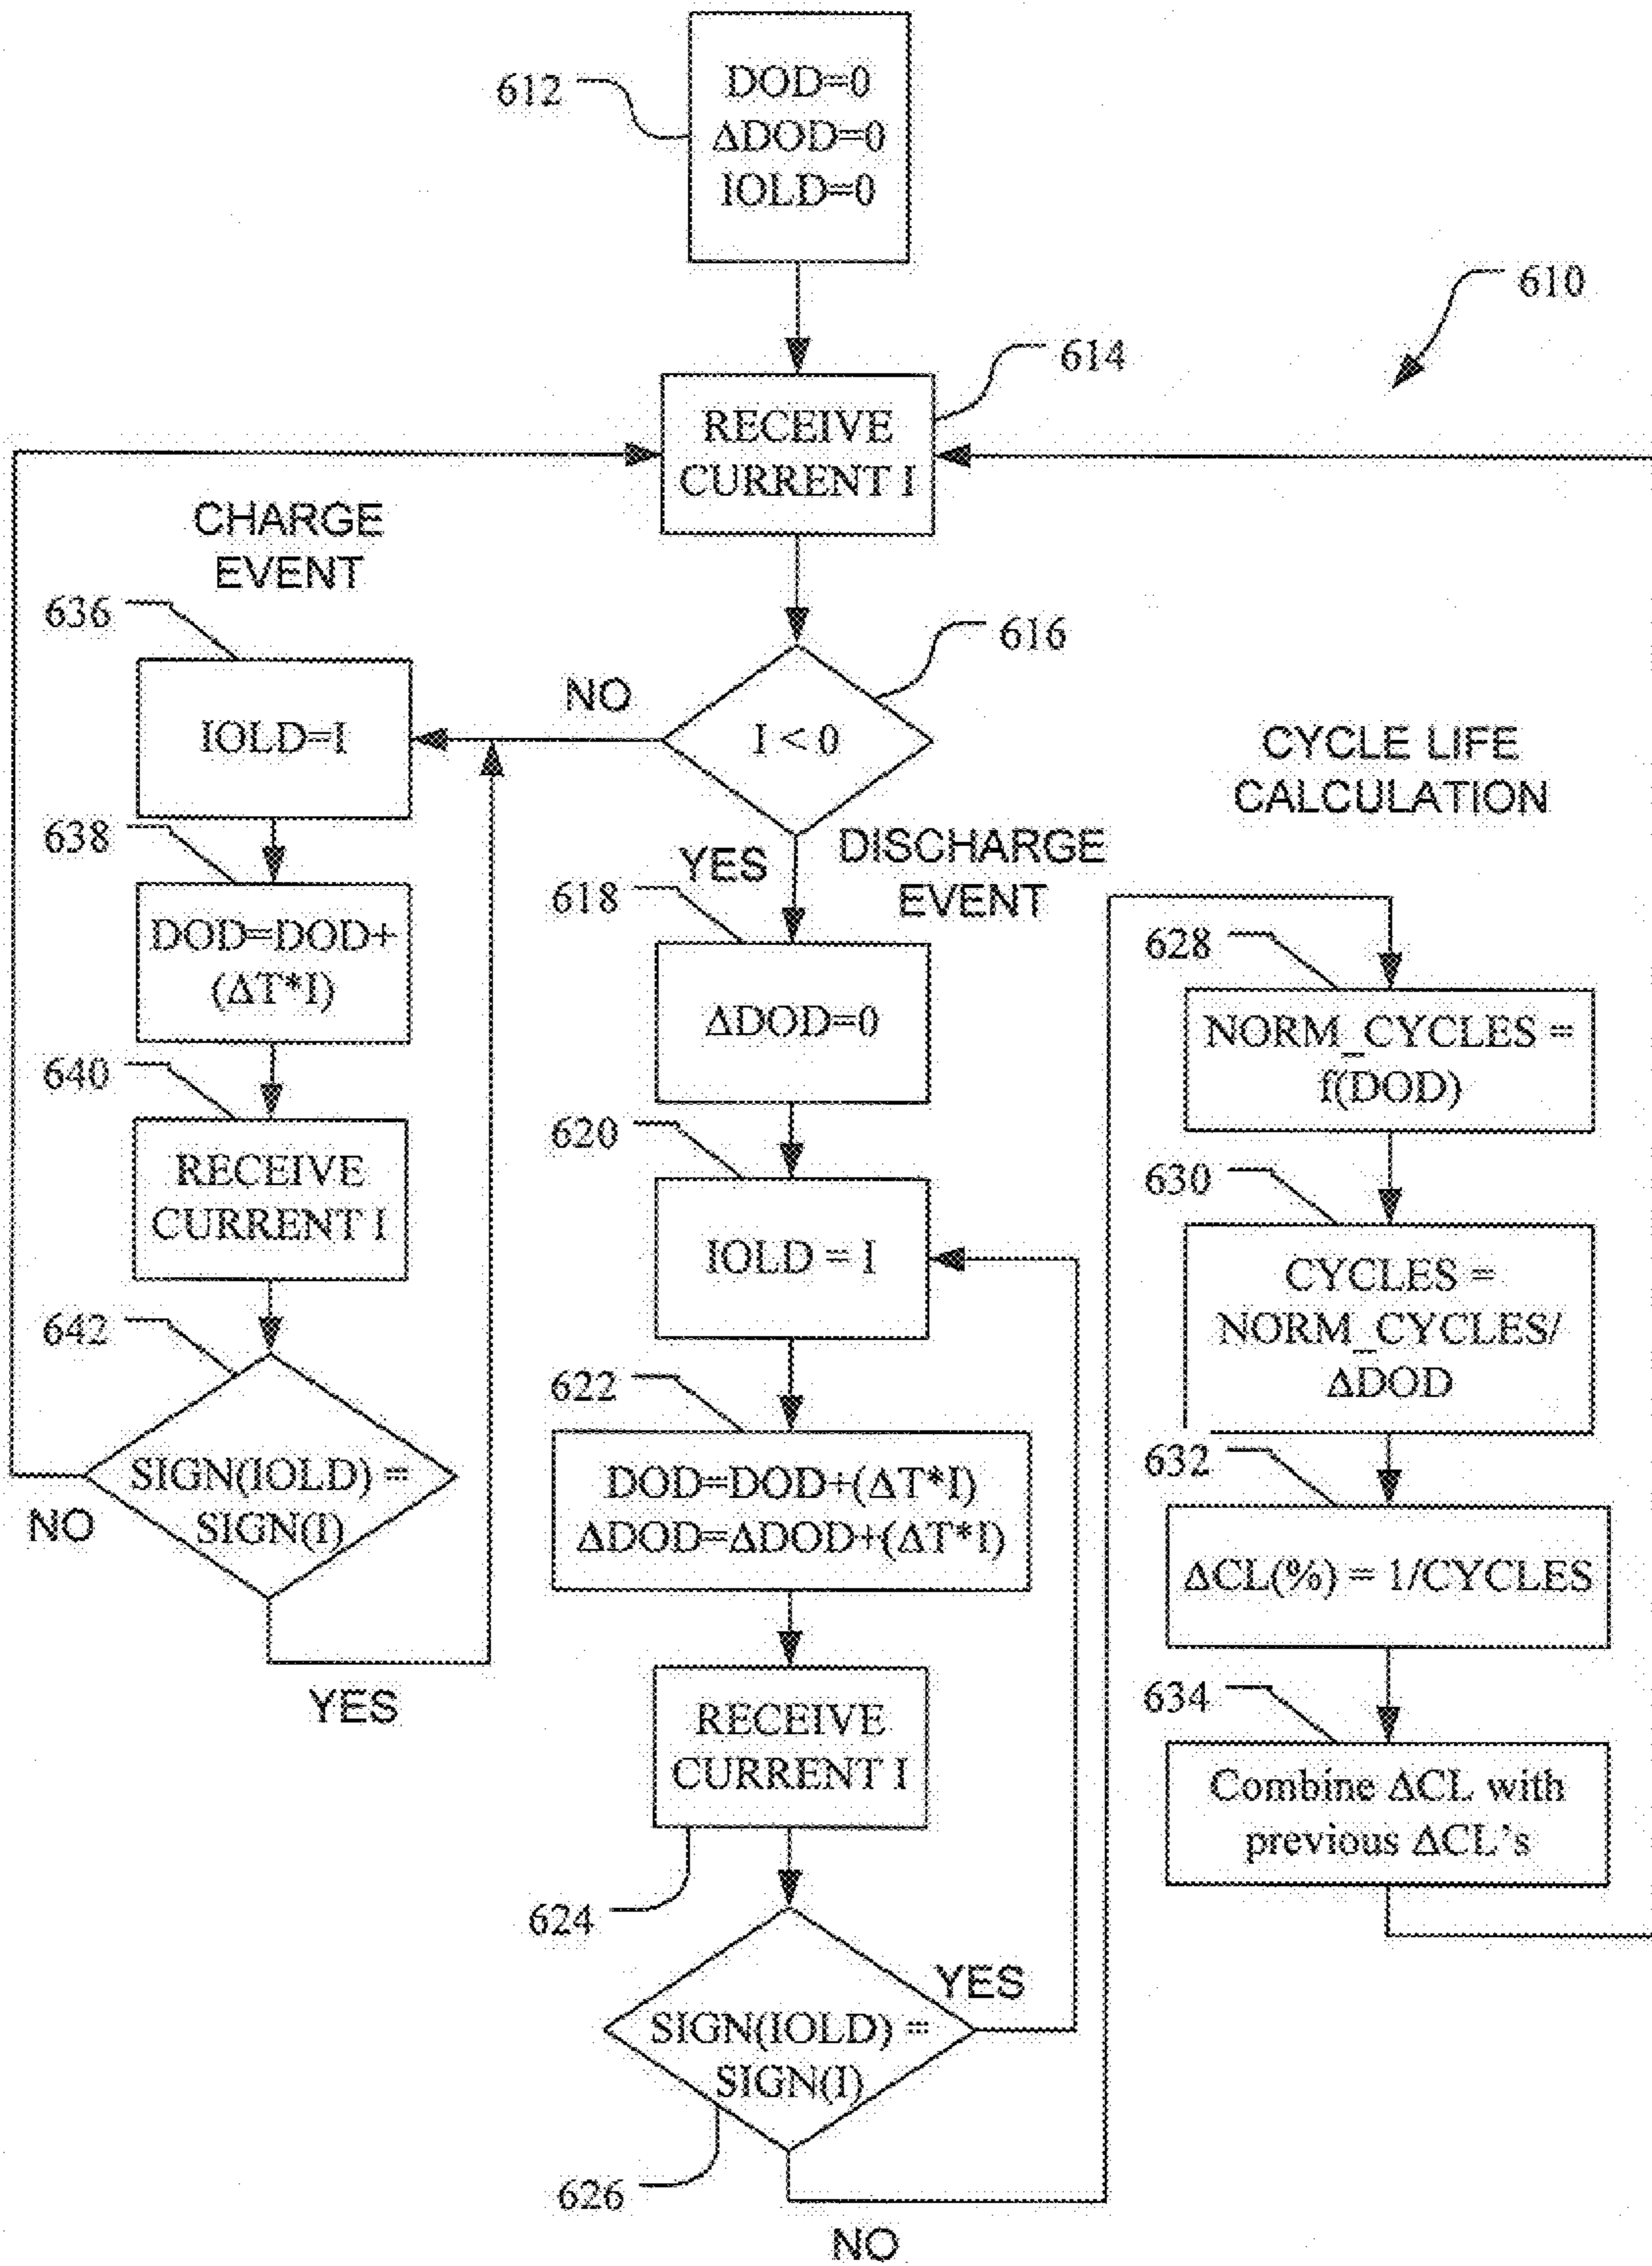 612
DOD=0
ΔDOD=0
IOLD=0
610
614
RECEIVE
CURRENT I
CHARGE
EVENT
636
IOLD=I
NO
616
I < 0
YES
DISCHARGE
EVENT
CYCLE LIFE
CALCULATION
638
DOD=DOD+
(ΔT*I)
640
RECEIVE
CURRENT I
642
SIGN(IOLD) =
SIGN(I)
NO
YES
618
ΔDOD=0
620
IOLD = I
622
DOD=DOD+(ΔT*I)
ΔDOD=ΔDOD+(ΔT*I)
RECEIVE
CURRENT I
624
YES
SIGN(IOLD) =
SIGN(I)
626
NO
628
NORM_CYCLES =
f(DOD)
630
CYCLES =
NORM_CYCLES/
ΔDOD
632
ΔCL(%) = 1/CYCLES
634
Combine ΔCL with
previous ΔCL's